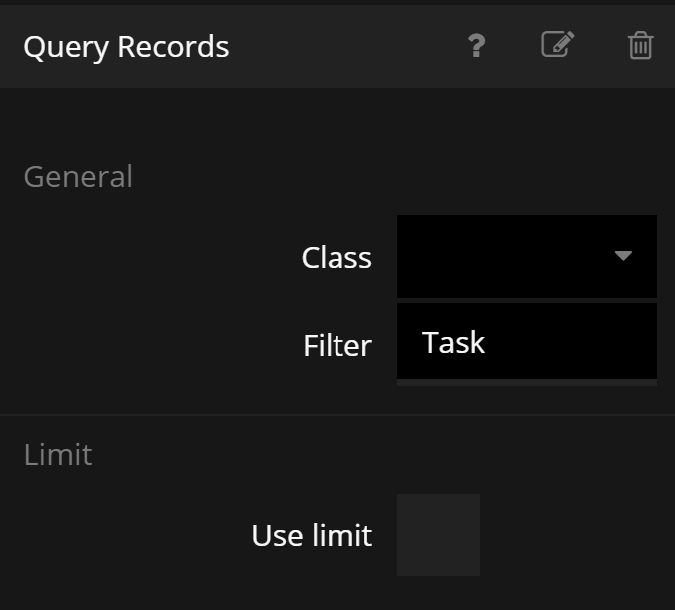 Query Records
General
Class
Filter
Task
Limit
Use limit